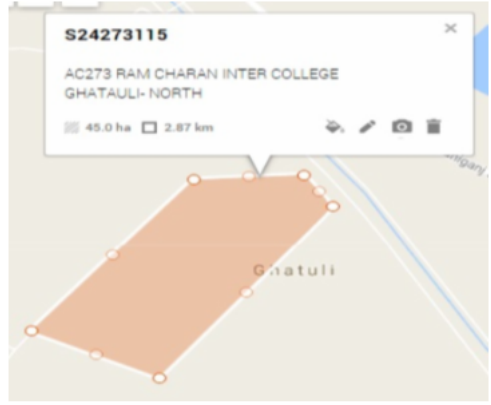 S24273115
AC273 RAM CHARAN INTER COLLEGE
GHATAULI- NORTH
45.0 ha 2.87 km
Ghatuli